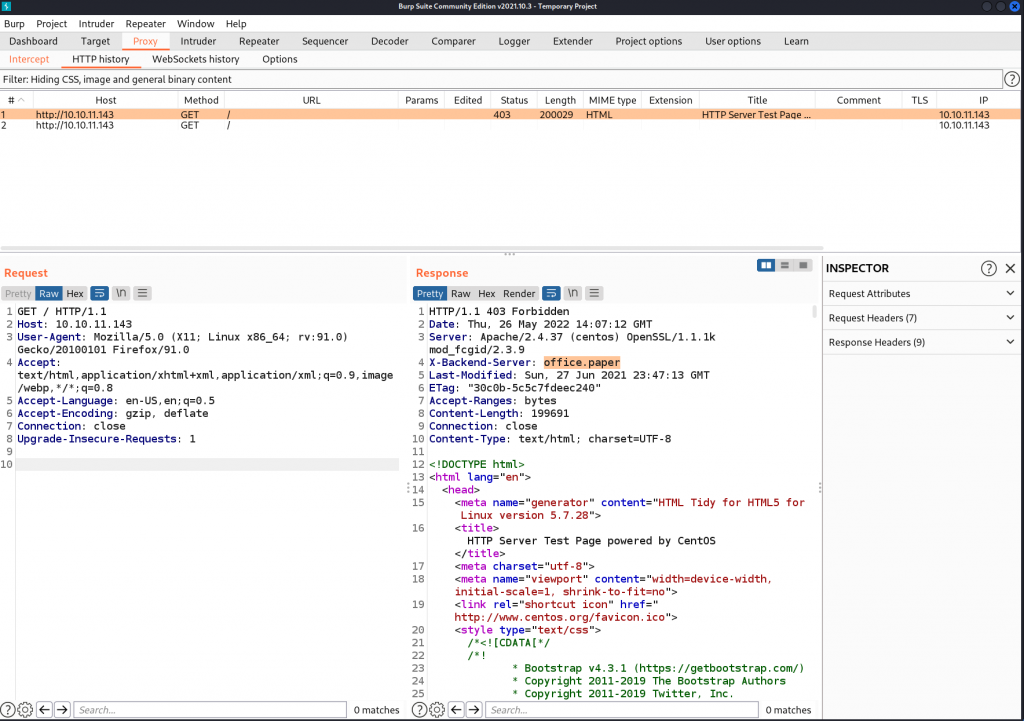 Burp Suite Community Edition v2021.10.3 - Temporary Project
Burp Project Intruder Repeater Window Help
Dashboard Target Proxy Intruder Repeater Sequencer Decoder Comparer Logger Extender Project options User options Learn
Intercept HTTP history WebSockets history Options
Filter: Hiding CSS, image and general binary content
# Host Method URL Params Edited Status Length MIME type Extension Title Comment TLS IP
1 http://10.10.11.143 GET / 403 200029 HTML HTTP Server Test Page ... 10.10.11.143
2 http://10.10.11.143 GET / 10.10.11.143
Request
Pretty Raw Hex \n
1 GET / HTTP/1.1
2 Host: 10.10.11.143
3 User-Agent: Mozilla/5.0 (X11; Linux x86_64; rv:91.0)
Gecko/20100101 Firefox/91.0
4 Accept:
text/html,application/xhtml+xml,application/xml;q=0.9,image
/webp,*/*;q=0.8
5 Accept-Language: en-US,en;q=0.5
6 Accept-Encoding: gzip, deflate
7 Connection: close
8 Upgrade-Insecure-Requests: 1
9
10
Search...
0 matches
Response
Pretty Raw Hex Render \n
1 HTTP/1.1 403 Forbidden
2 Date: Thu, 26 May 2022 14:07:12 GMT
3 Server: Apache/2.4.37 (centos) OpenSSL/1.1.1k
mod_fcgid/2.3.9
4 X-Backend-Server: office.paper
5 Last-Modified: Sun, 27 Jun 2021 23:47:13 GMT
6 ETag: "30c0b-5c5c7fdeec240"
7 Accept-Ranges: bytes
8 Content-Length: 199691
9 Connection: close
10 Content-Type: text/html; charset=UTF-8
11
12 <!DOCTYPE html>
13 <html lang="en">
14 <head>
15 <meta name="generator" content="HTML Tidy for HTML5 for
Linux version 5.7.28">
16 <title>
HTTP Server Test Page powered by CentOS
</title>
17 <meta charset="utf-8">
18 <meta name="viewport" content="width=device-width,
initial-scale=1, shrink-to-fit=no">
19 <link rel="shortcut icon" href="
http://www.centos.org/favicon.ico">
20 <style type="text/css">
21 /*<![CDATA[*/
22 /*!
23 * Bootstrap v4.3.1 (https://getbootstrap.com/)
24 * Copyright 2011-2019 The Bootstrap Authors
25 * Copyright 2011-2019 Twitter, Inc.
Search...
0 matches
INSPECTOR
Request Attributes
Request Headers (7)
Response Headers (9)